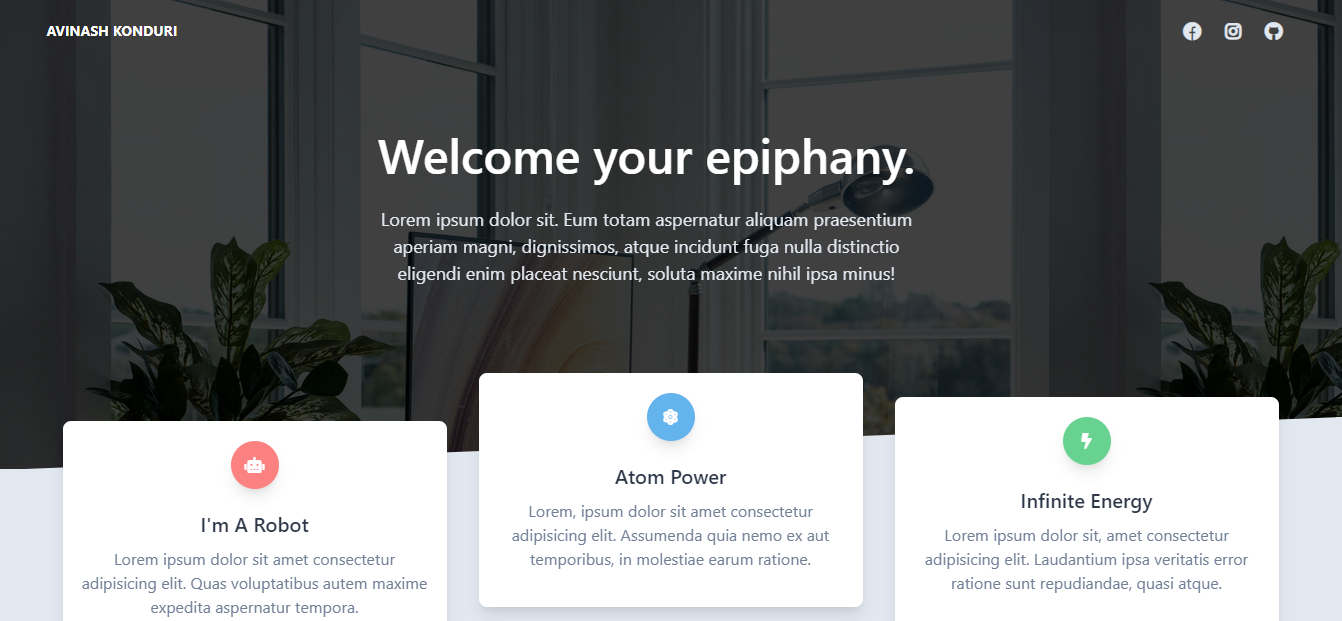 AVINASH KONDURI
Welcome your epiphany.
Lorem ipsum dolor sit. Eum totam aspernatur aliquam praesentium
aperiam magni, dignissimos, atque incidunt fuga nulla distinctio
eligendi enim placeat nesciunt, soluta maxime nihil ipsa minus!
I'm A Robot
Lorem ipsum dolor sit amet consectetur
adipisicing elit. Quas voluptatibus autem maxime
expedita aspernatur tempora.
Atom Power
Lorem, ipsum dolor sit amet consectetur
adipisicing elit. Assumenda quia nemo ex aut
temporibus, in molestiae earum ratione.
Infinite Energy
Lorem ipsum dolor sit, amet consectetur
adipisicing elit. Laudantium ipsa veritatis error
ratione sunt repudiandae, quasi atque.